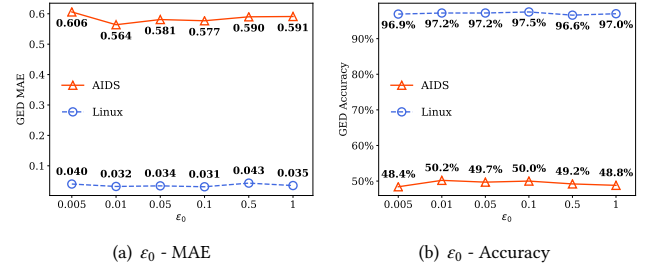 GED MAE
0.6
0.5
0.4
0.3
0.2
0.1
0.606
0.564
0.581
0.577
0.590
0.591
AIDS
Linux
0.040
0.032
0.034
0.031
0.043
0.035
0.005 0.01 0.05 0.1 0.5 1
ε₀
(a) ε₀ - MAE
GED Accuracy
90%
80%
70%
60%
50%
96.9%
97.2%
97.2%
97.5%
96.6%
97.0%
AIDS
Linux
48.4%
50.2%
49.7%
50.0%
49.2%
48.8%
0.005 0.01 0.05 0.1 0.5 1
ε₀
(b) ε₀ - Accuracy